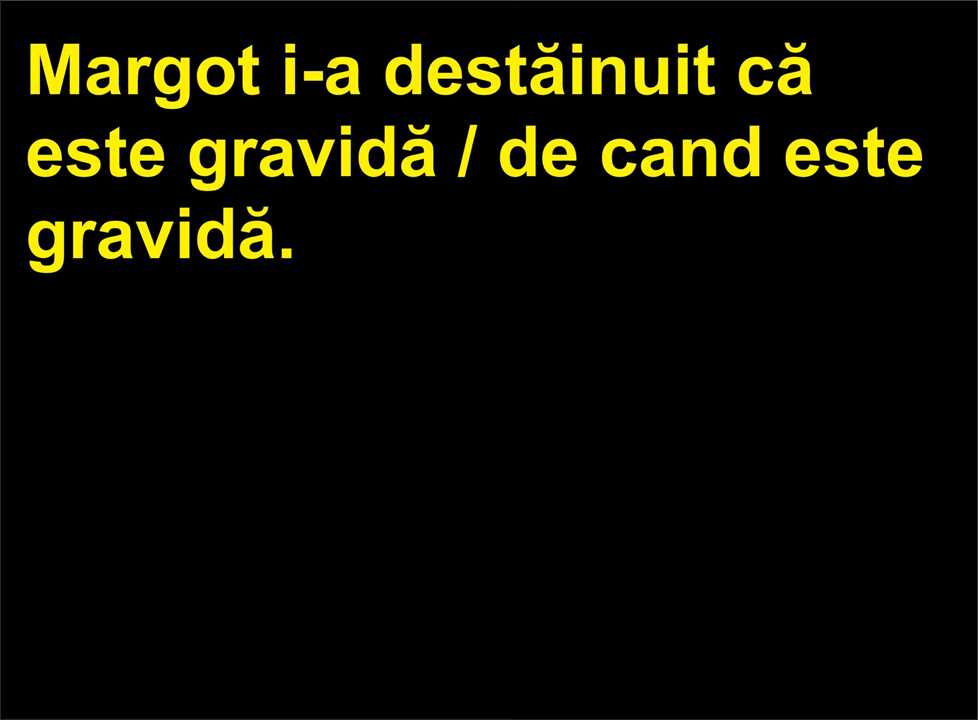 Margot i-a destăinuit că
este gravidă / de cand este
gravidă.